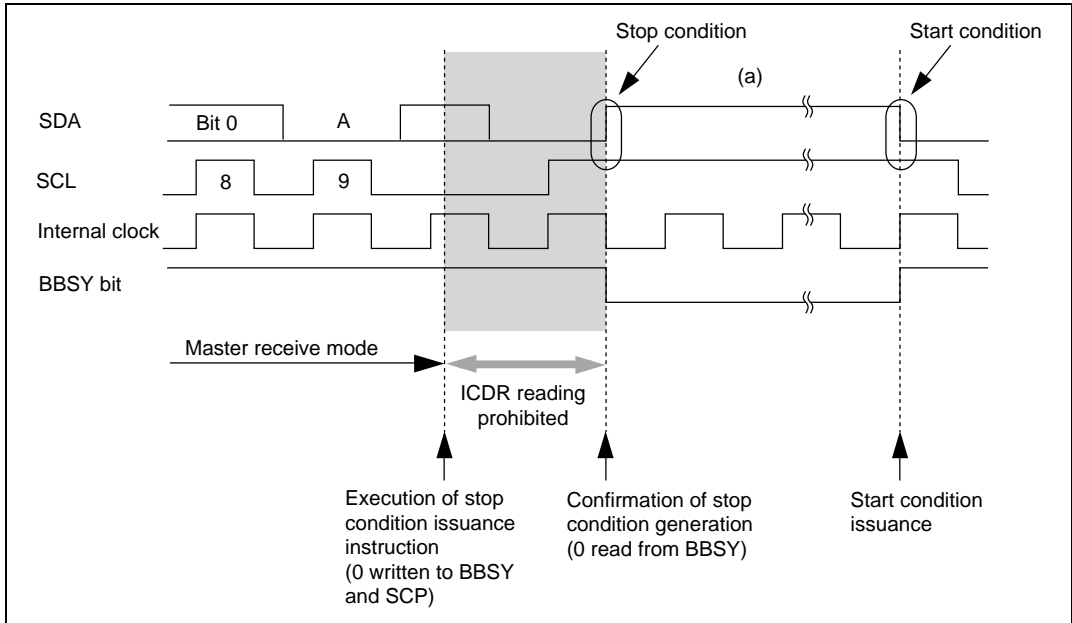 Stop condition
Start condition
(a)
SDA
Bit 0
A
SCL
8
9
Internal clock
BBSY bit
Master receive mode
ICDR reading
prohibited
Execution of stop
condition issuance
instruction
(0 written to BBSY
and SCP)
Confirmation of stop
condition generation
(0 read from BBSY)
Start condition
issuance